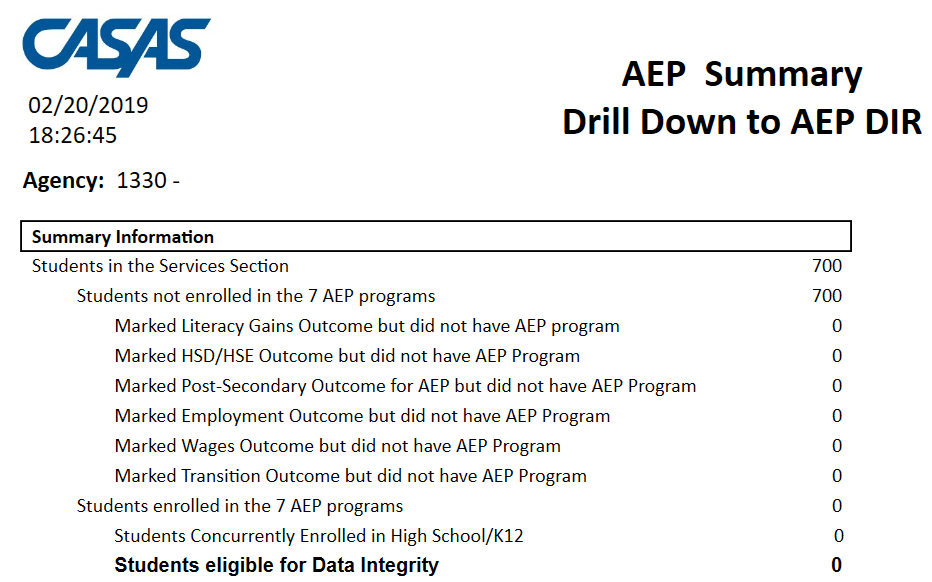 CASAS
AEP Summary
Drill Down to AEP DIR
02/20/2019
18:26:45
Agency: 1330 -
Summary Information
Students in the Services Section 700
Students not enrolled in the 7 AEP programs 700
Marked Literacy Gains Outcome but did not have AEP program 0
Marked HSD/HSE Outcome but did not have AEP Program 0
Marked Post-Secondary Outcome for AEP but did not have AEP Program 0
Marked Employment Outcome but did not have AEP Program 0
Marked Wages Outcome but did not have AEP Program 0
Marked Transition Outcome but did not have AEP Program 0
Students enrolled in the 7 AEP programs 0
Students Concurrently Enrolled in High School/K12 0
Students eligible for Data Integrity 0